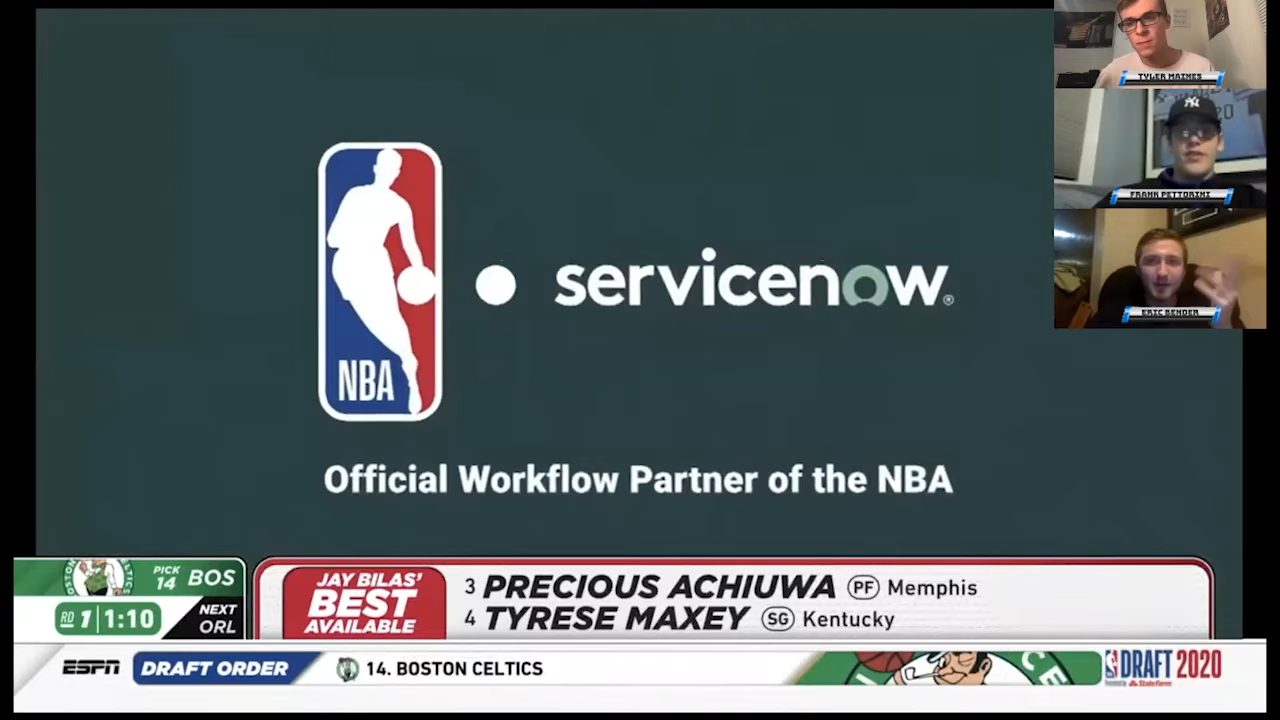 TYLER MAINES
FRANK PETTORINI
ERIC BENDER
NBA
servicenow®
Official Workflow Partner of the NBA
PICK
14 BOS
RD 1 1:10
NEXT
ORL
JAY BILAS'
BEST
AVAILABLE
3 PRECIOUS ACHIUWA PF Memphis
4 TYRESE MAXEY SG Kentucky
ESPN DRAFT ORDER 14. BOSTON CELTICS
DRAFT 2020
State Farm